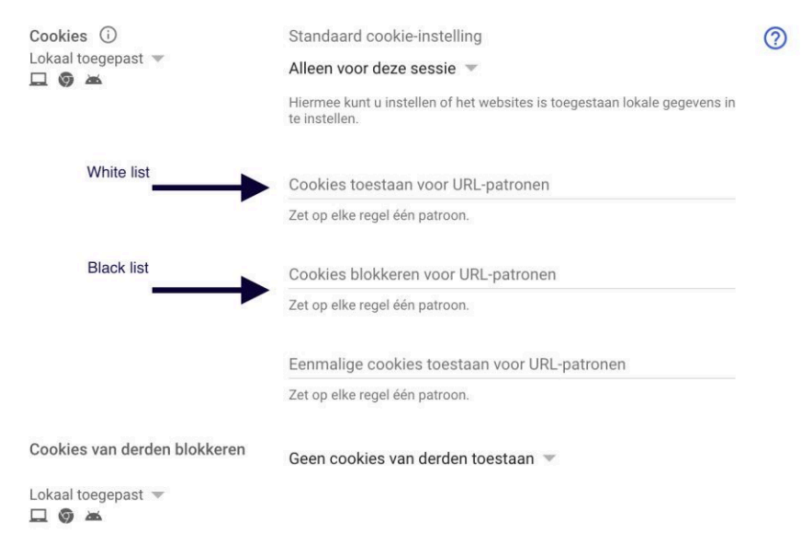 Cookies
Standaard cookie-instelling
Lokaal toegepast
Alleen voor deze sessie
Hiermee kunt u instellen of het websites is toegestaan lokale gegevens in
te instellen.
White list
Cookies toestaan voor URL-patronen
Zet op elke regel één patroon.
Black list
Cookies blokkeren voor URL-patronen
Zet op elke regel één patroon.
Eenmalige cookies toestaan voor URL-patronen
Zet op elke regel één patroon.
Cookies van derden blokkeren
Geen cookies van derden toestaan
Lokaal toegepast